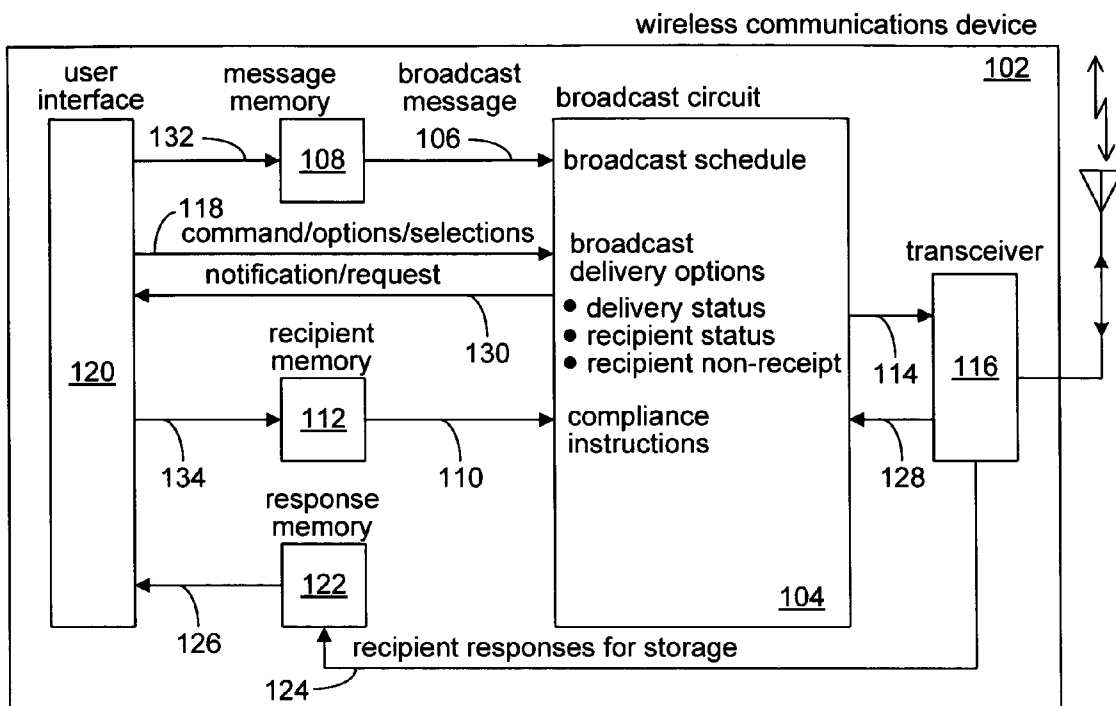 wireless communications device
102
user
interface
message
memory
broadcast
message
broadcast circuit
132
108
106
broadcast schedule
118
command/options/selections
broadcast
delivery options
notification/request
● delivery status
● recipient status
● recipient non-receipt
130
transceiver
120
recipient
memory
114
116
112
compliance
instructions
134
110
128
response
memory
122
104
126
recipient responses for storage
124